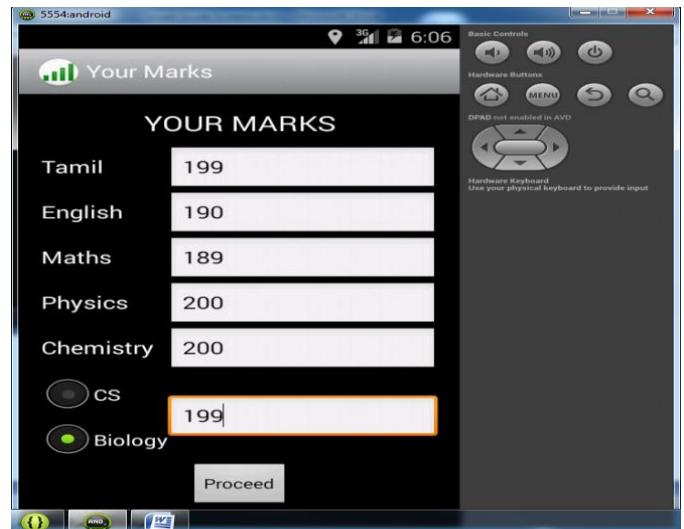 5554:android
3G 6:06
Your Marks
YOUR MARKS
Tamil 199
English 190
Maths 189
Physics 200
Chemistry 200
CS
199
Biology
Proceed
Basic Controls
Hardware Buttons
MENU
DPAD not enabled in AVD
Hardware Keyboard
Use your physical keyboard to provide input
AND
W